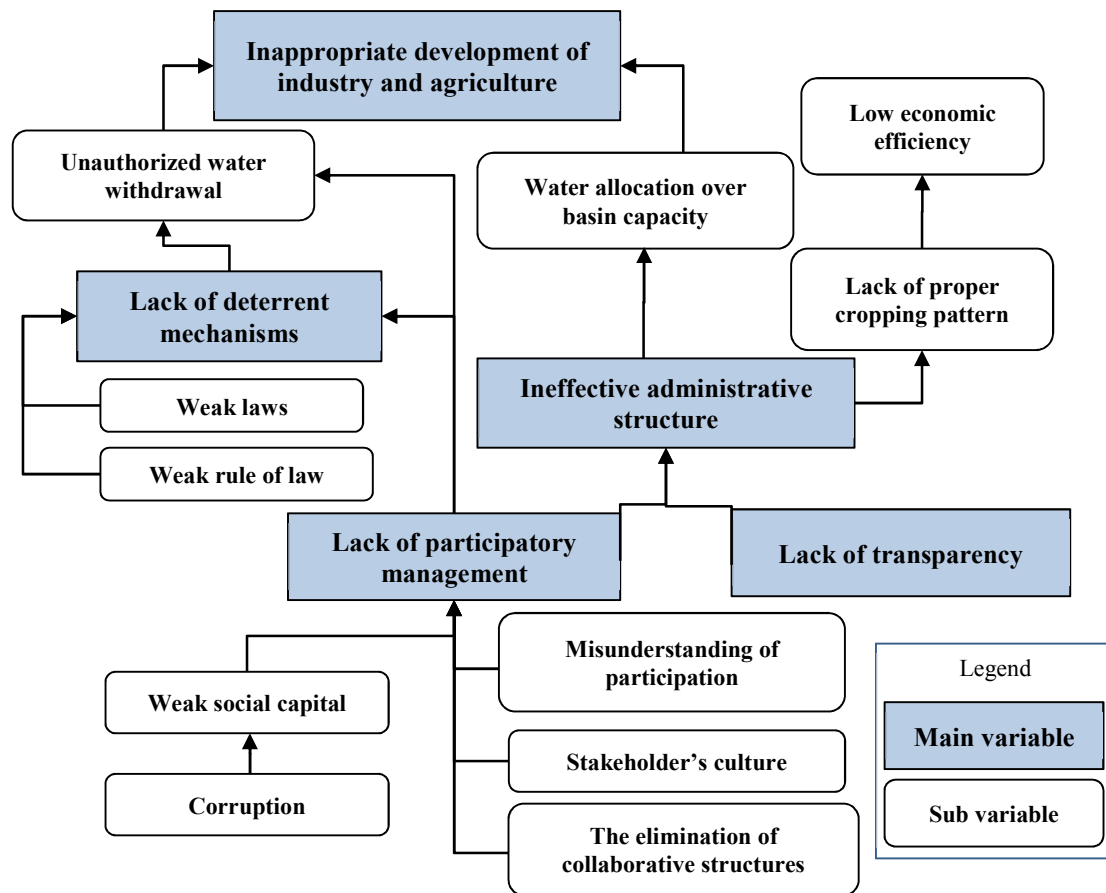 Inappropriate development of
industry and agriculture
Low economic
efficiency
Unauthorized water
withdrawal
Water allocation over
basin capacity
Lack of deterrent
mechanisms
Lack of proper
cropping pattern
Ineffective administrative
structure
Weak laws
Weak rule of law
Lack of participatory
management
Lack of transparency
Misunderstanding of
participation
Weak social capital
Stakeholder’s culture
Corruption
The elimination of
collaborative structures
Legend
Main variable
Sub variable